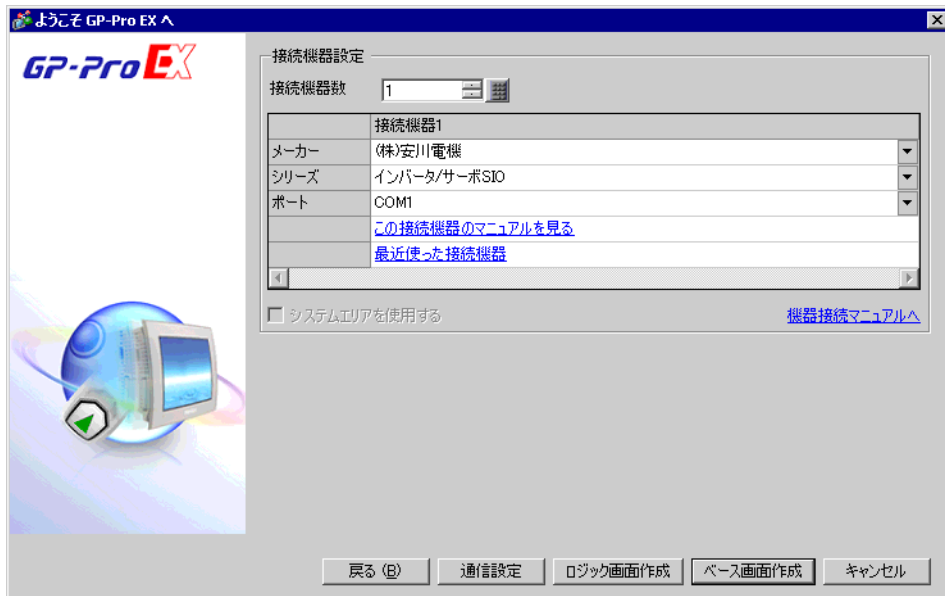 ようこそ GP-Pro EX へ
GP-Pro EX
接続機器設定
接続機器数 1
接続機器1
メーカー (株)安川電機
シリーズ インバータ/サーボSIO
ポート COM1
この接続機器のマニュアルを見る
最近使った接続機器
システムエリアを使用する 機器接続マニュアルへ
戻る (B) 通信設定 ロジック画面作成 ベース画面作成 キャンセル